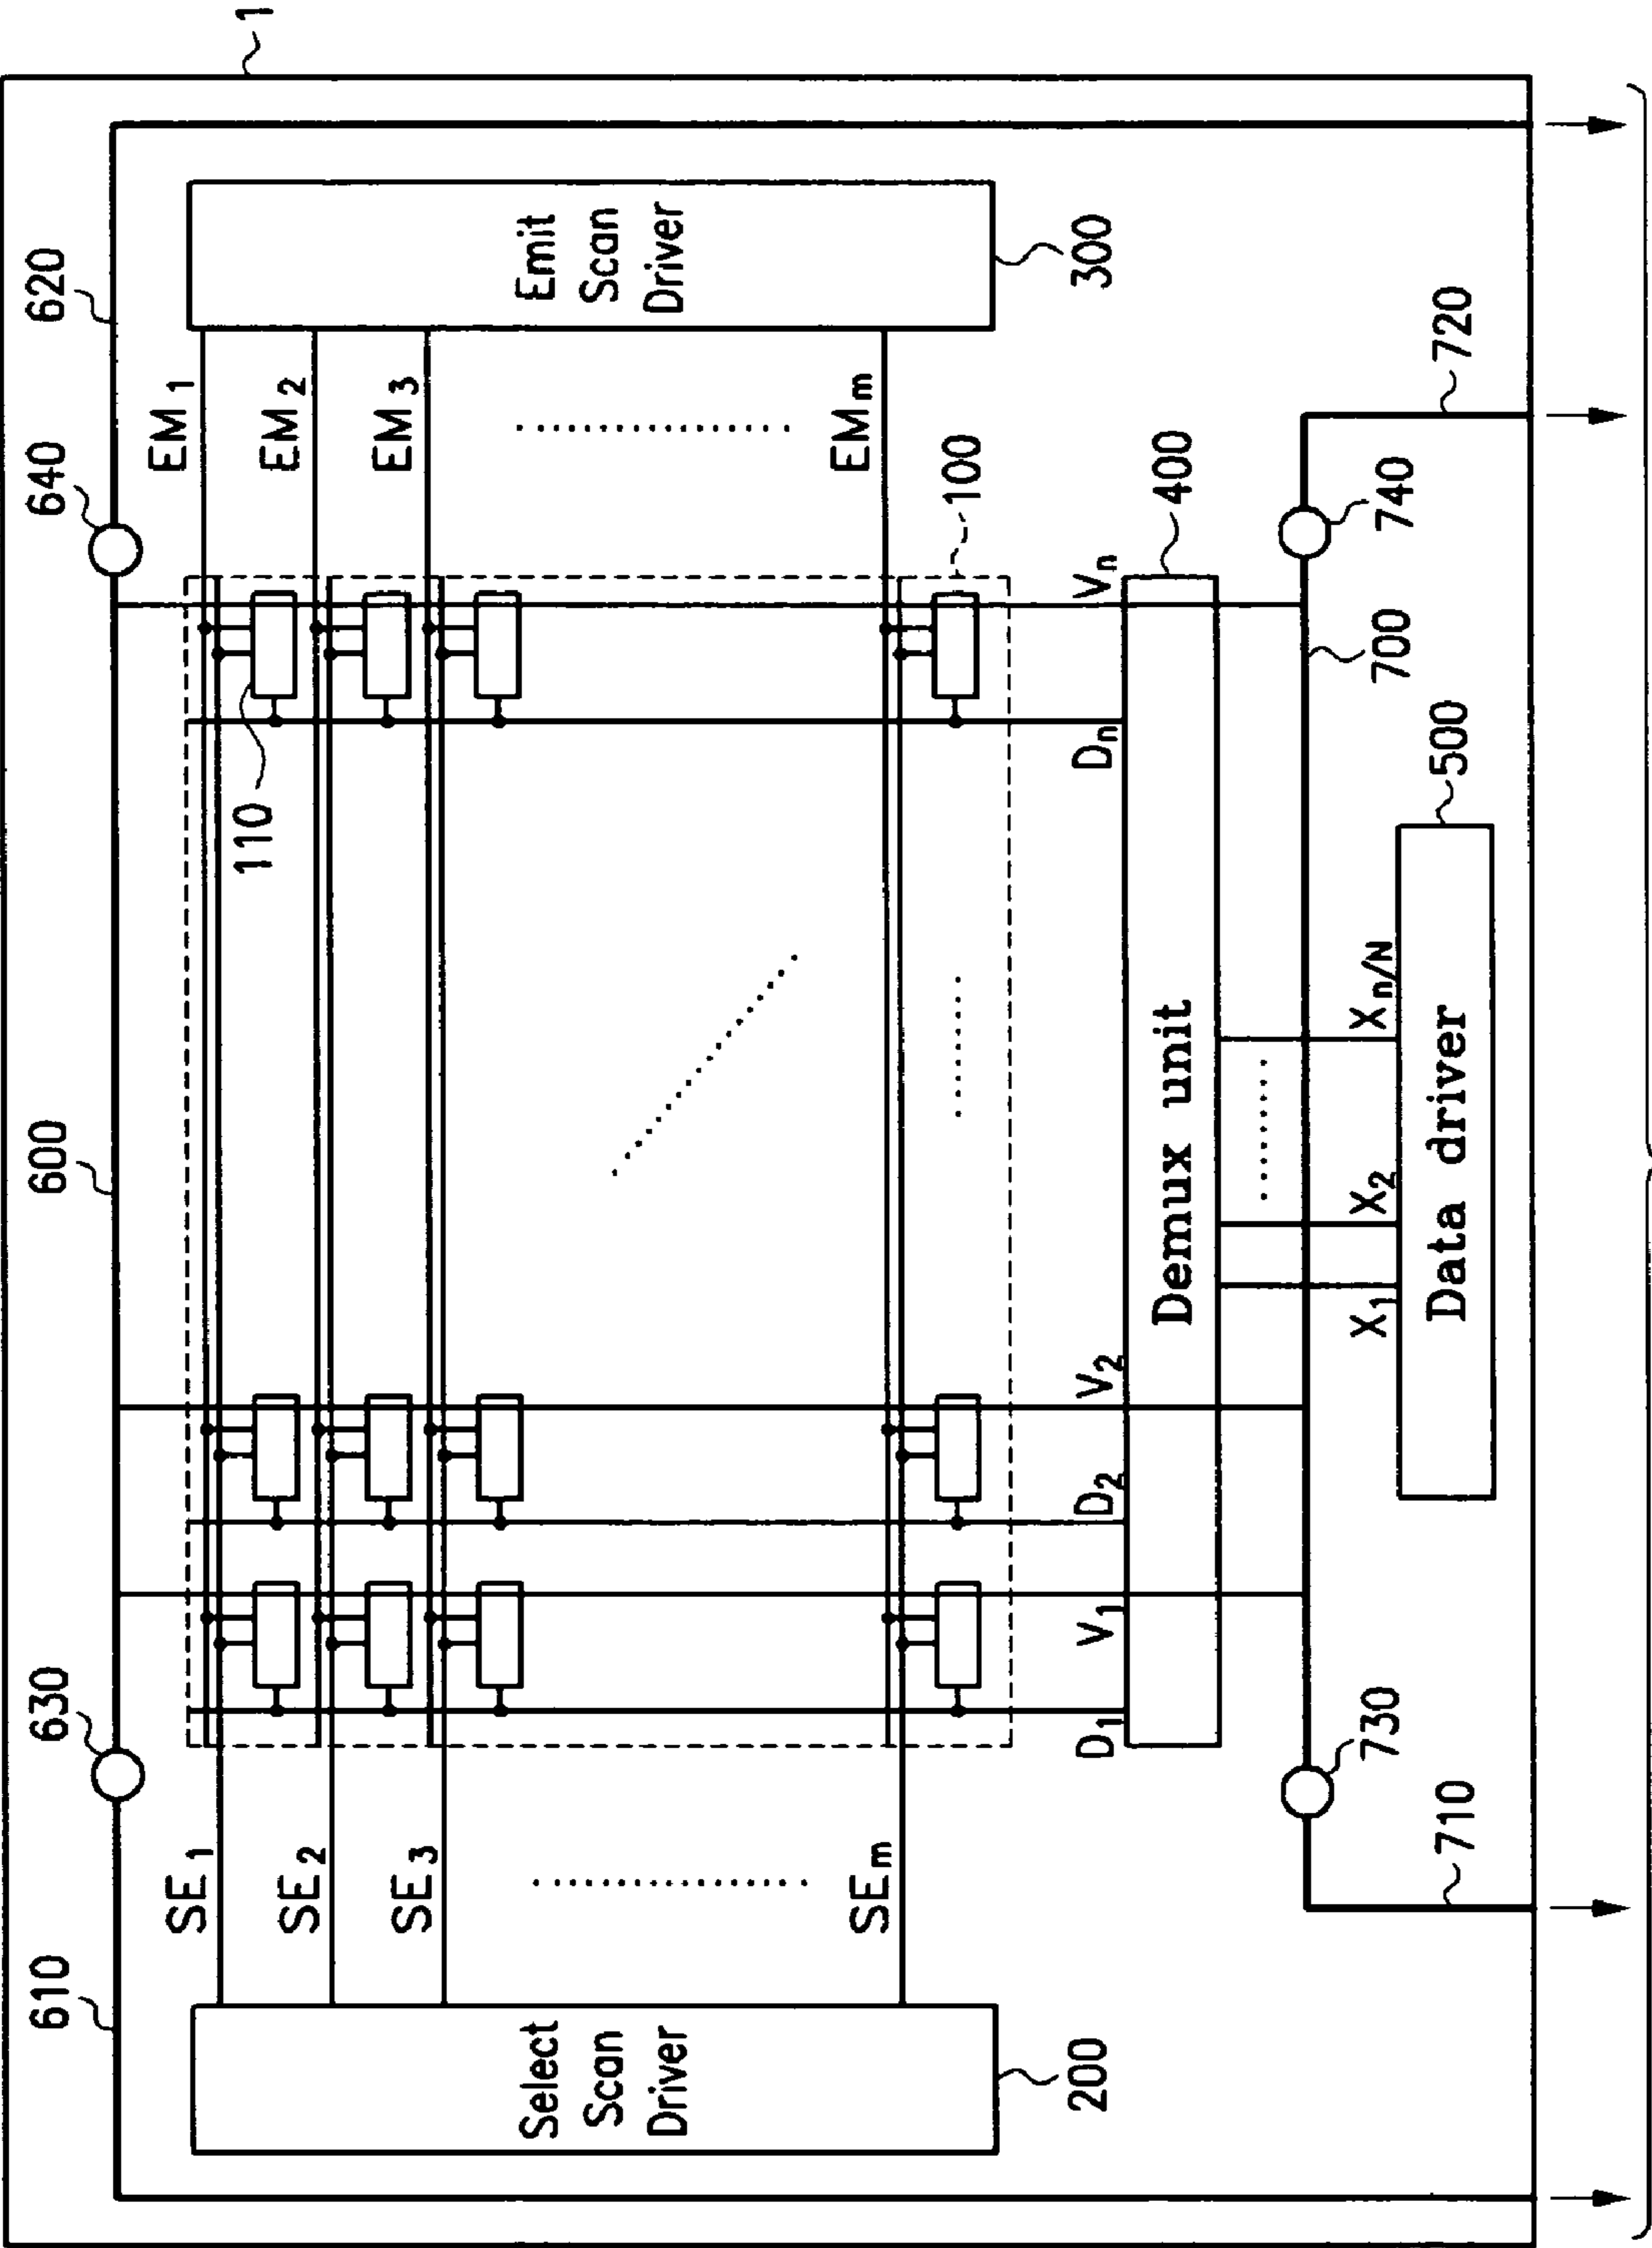 1
610
630
600
640
620
SE1
SE2
SE3
SEm
EM1
EM2
EM3
EMm
110
100
Select
Scan
Driver
200
Emit
Scan
Driver
300
D1
V1
D2
V2
Dn
Vn
Demux unit
400
730
700
740
710
720
X1
X2
Xn/N
Data driver
500